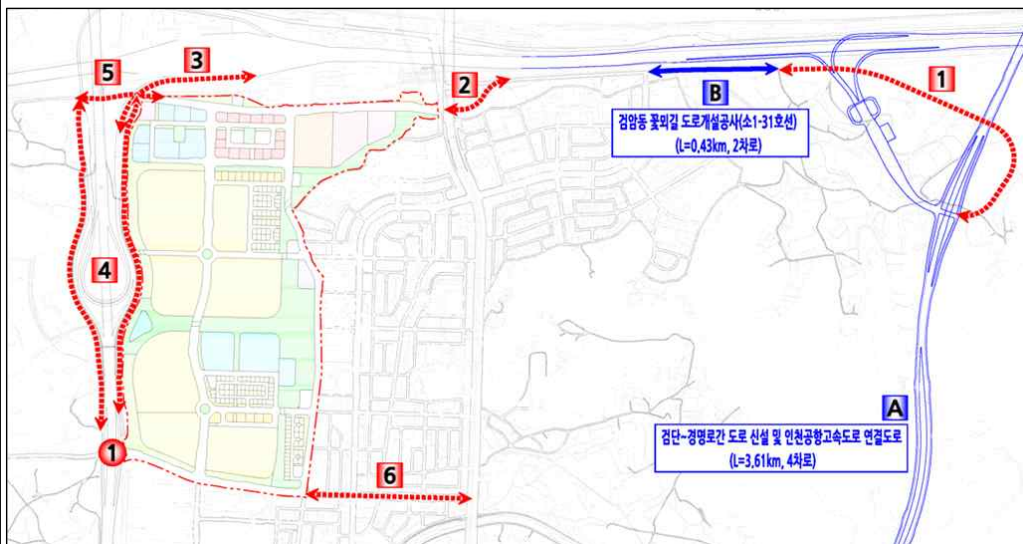 5
3
2
1
B
검암동 꽃뫼길 도로개설공사(소1-31호선)
(L=0.43km, 2차로)
4
A
검단~경명로간 도로 신설 및 인천공항고속도로 연결도로
(L=3.61km, 4차로)
1
6